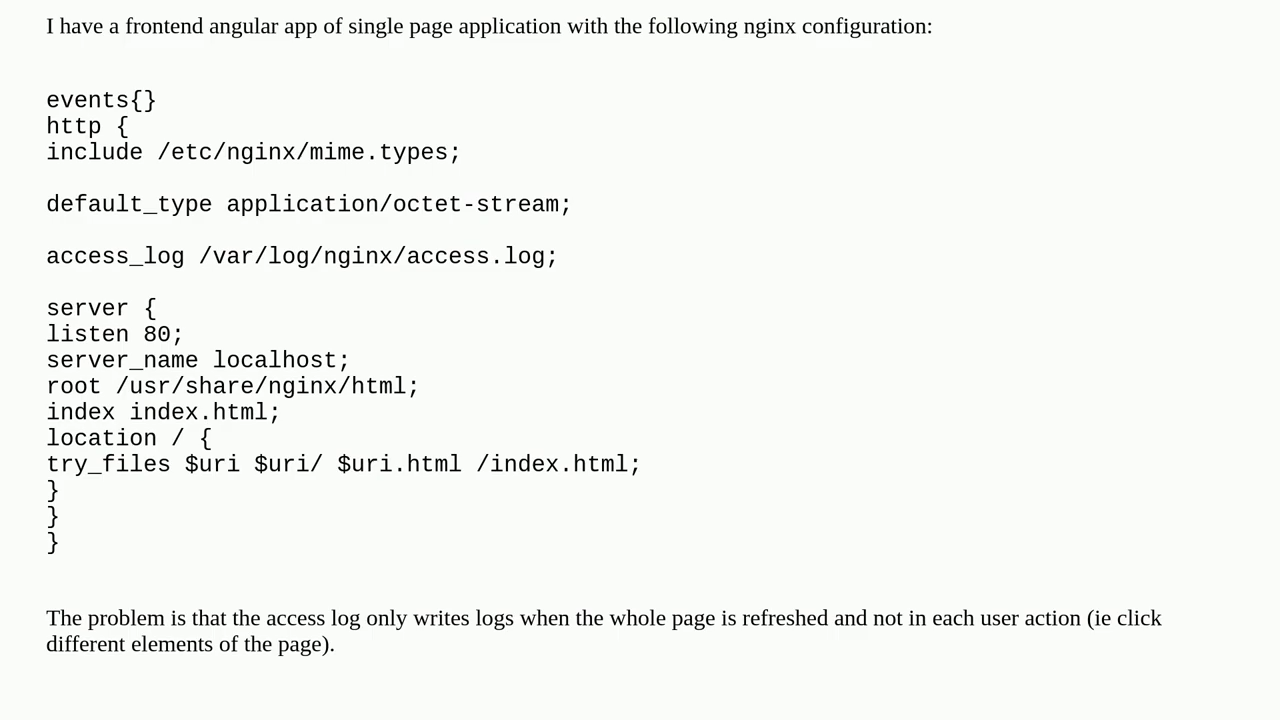 I have a frontend angular app of single page application with the following nginx configuration:
events{}
http {
include /etc/nginx/mime.types;
default_type application/octet-stream;
access_log /var/log/nginx/access.log;
server {
listen 80;
server_name localhost;
root /usr/share/nginx/html;
index index.html;
location / {
try_files $uri $uri/ $uri.html /index.html;
}
}
}
The problem is that the access log only writes logs when the whole page is refreshed and not in each user action (ie click
different elements of the page).